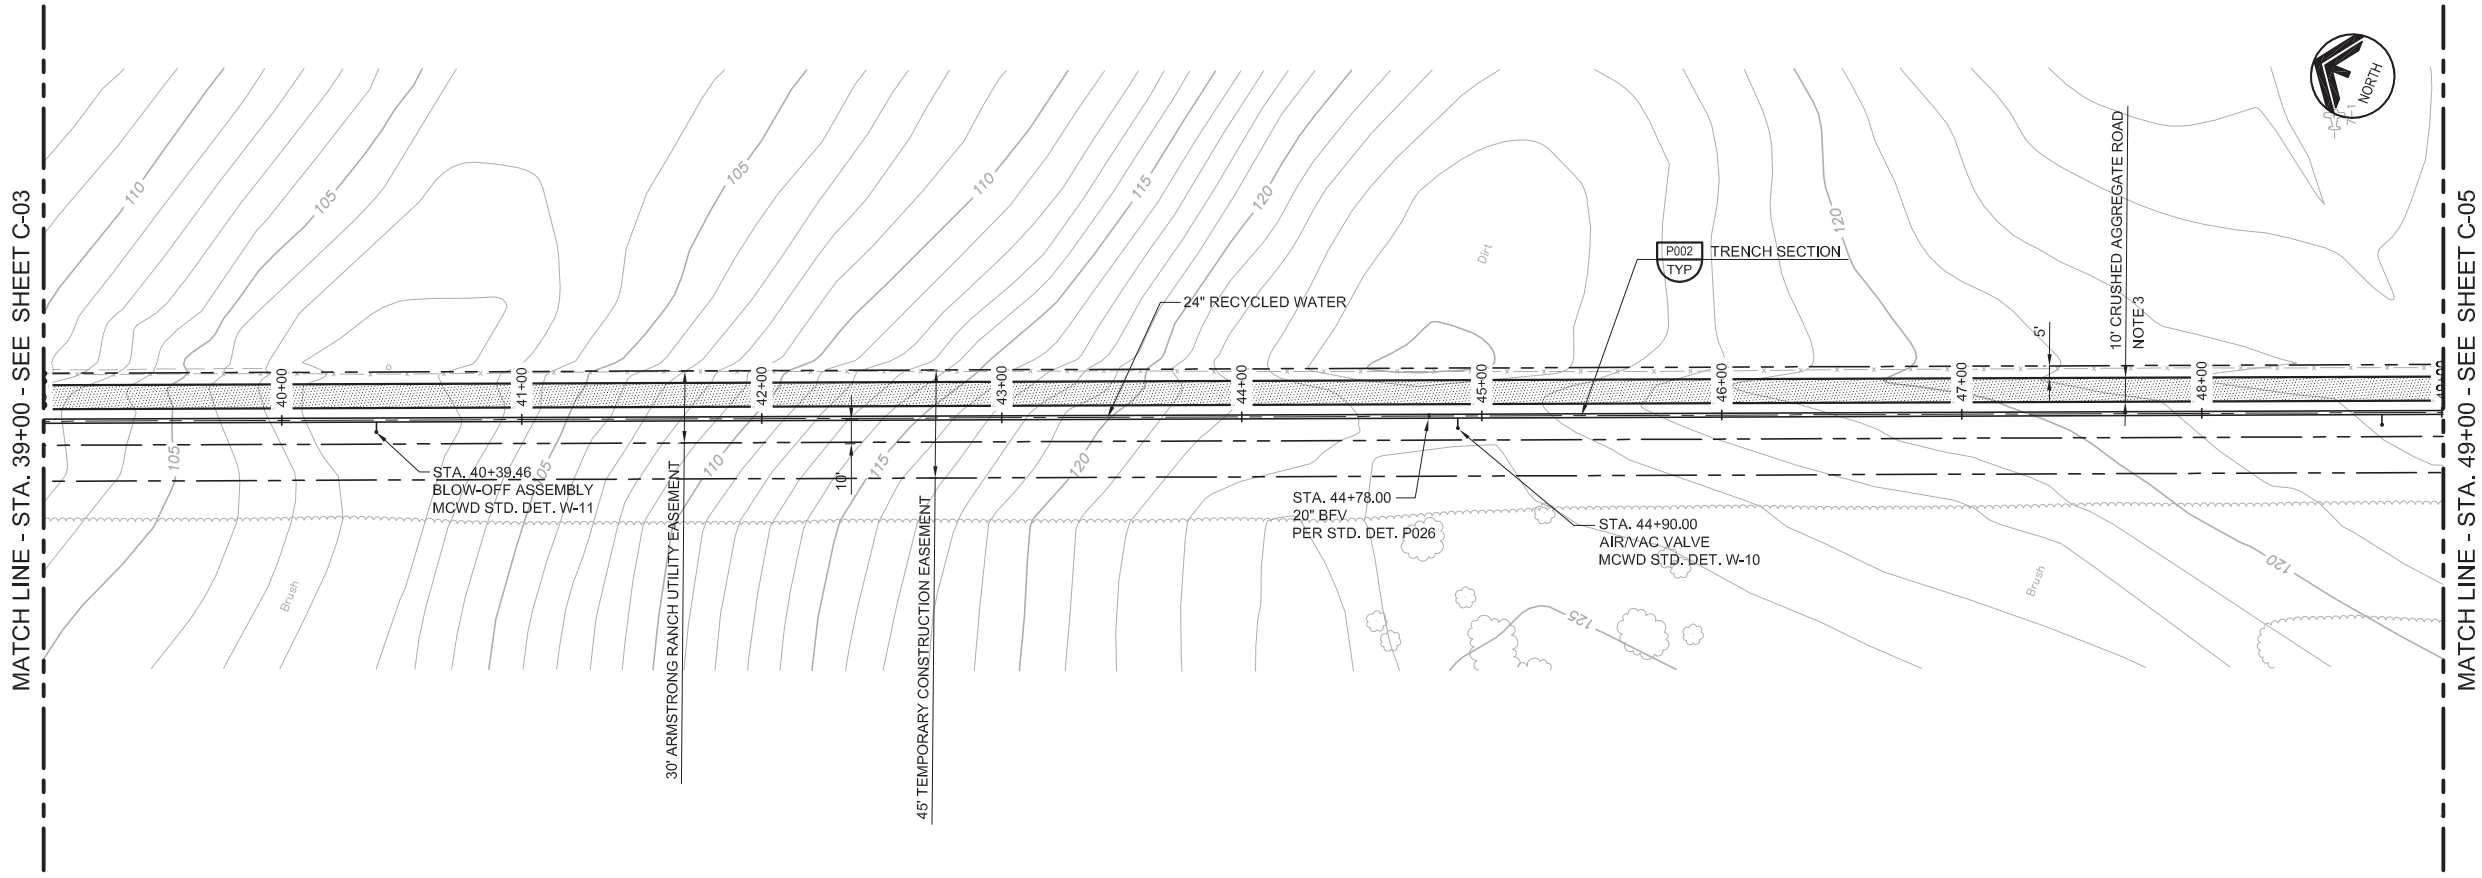 MATCH LINE - STA. 39+00 - SEE SHEET C-03
MATCH LINE - STA. 49+00 - SEE SHEET C-05
NORTH
110
105
105
110
115
120
120
Dirt
P002
TYP
TRENCH SECTION
24" RECYCLED WATER
10' CRUSHED AGGREGATE ROAD
NOTE 3
5'
40+00
41+00
42+00
43+00
44+00
45+00
46+00
47+00
48+00
105
STA. 40+39.46
BLOW-OFF ASSEMBLY
MCWD STD. DET. W-11
105
30' ARMSTRONG RANCH UTILITY EASEMENT
110
10'
115
45' TEMPORARY CONSTRUCTION EASEMENT
120
STA. 44+78.00
20" BFV
PER STD. DET. P026
STA. 44+90.00
AIR/VAC VALVE
MCWD STD. DET. W-10
Brush
125
Brush
120